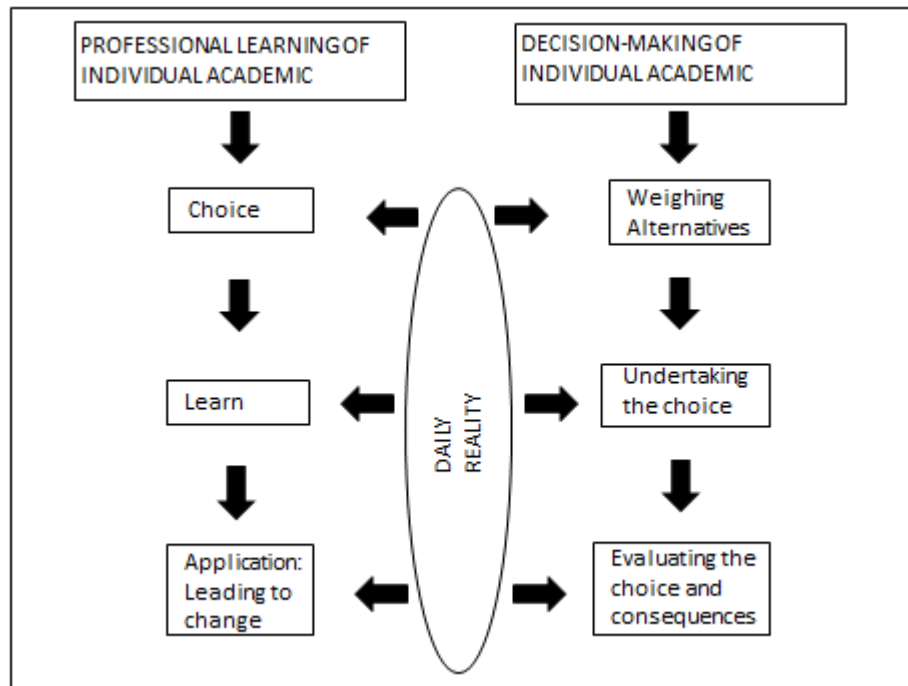 PROFESSIONAL LEARNING OF
INDIVIDUAL ACADEMIC
DECISION-MAKING OF
INDIVIDUAL ACADEMIC
Choice
Weighing
Alternatives
Learn
DAILY
REALITY
Undertaking
the choice
Application:
Leading to
change
Evaluating the
choice and
consequences